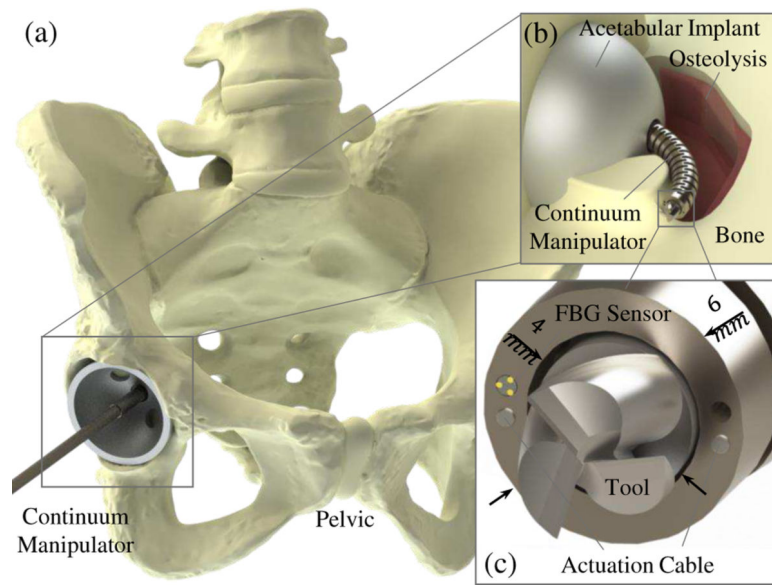 (a)
Continuum
Manipulator
Pelvic
(b)
Acetabular Implant
Osteolysis
Continuum
Manipulator
Bone
FBG Sensor
4
mm
6
mm
Tool
(c)
Actuation Cable